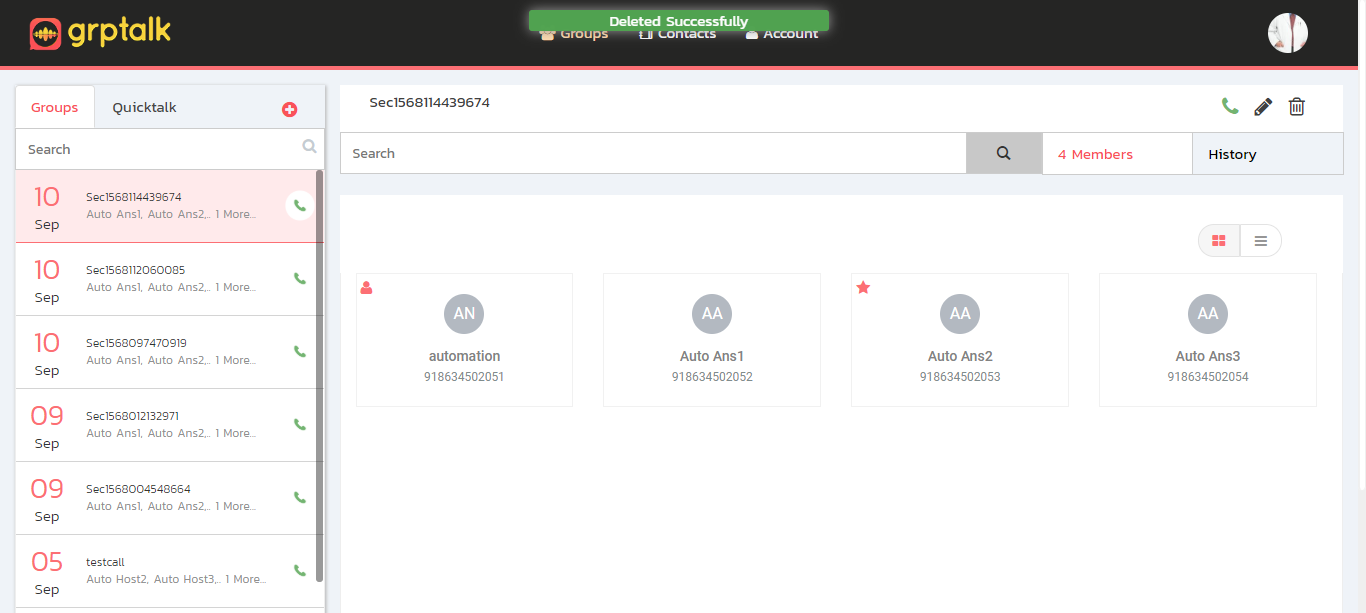 grptalk
Deleted Successfully
Groups Contacts Account
Groups Quicktalk
Search
10 Sep
Sec1568114439674
Auto Ans1, Auto Ans2,.. 1 More...
10 Sep
Sec1568112060085
Auto Ans1, Auto Ans2,.. 1 More...
10 Sep
Sec1568097470919
Auto Ans1, Auto Ans2,.. 1 More...
09 Sep
Sec1568012132971
Auto Ans1, Auto Ans2,.. 1 More...
09 Sep
Sec1568004548664
Auto Ans1, Auto Ans2,.. 1 More...
05 Sep
testcall
Auto Host2, Auto Host3,.. 1 More...
Sec1568114439674
Search
4 Members
History
AN
automation
918634502051
AA
Auto Ans1
918634502052
AA
Auto Ans2
918634502053
AA
Auto Ans3
918634502054